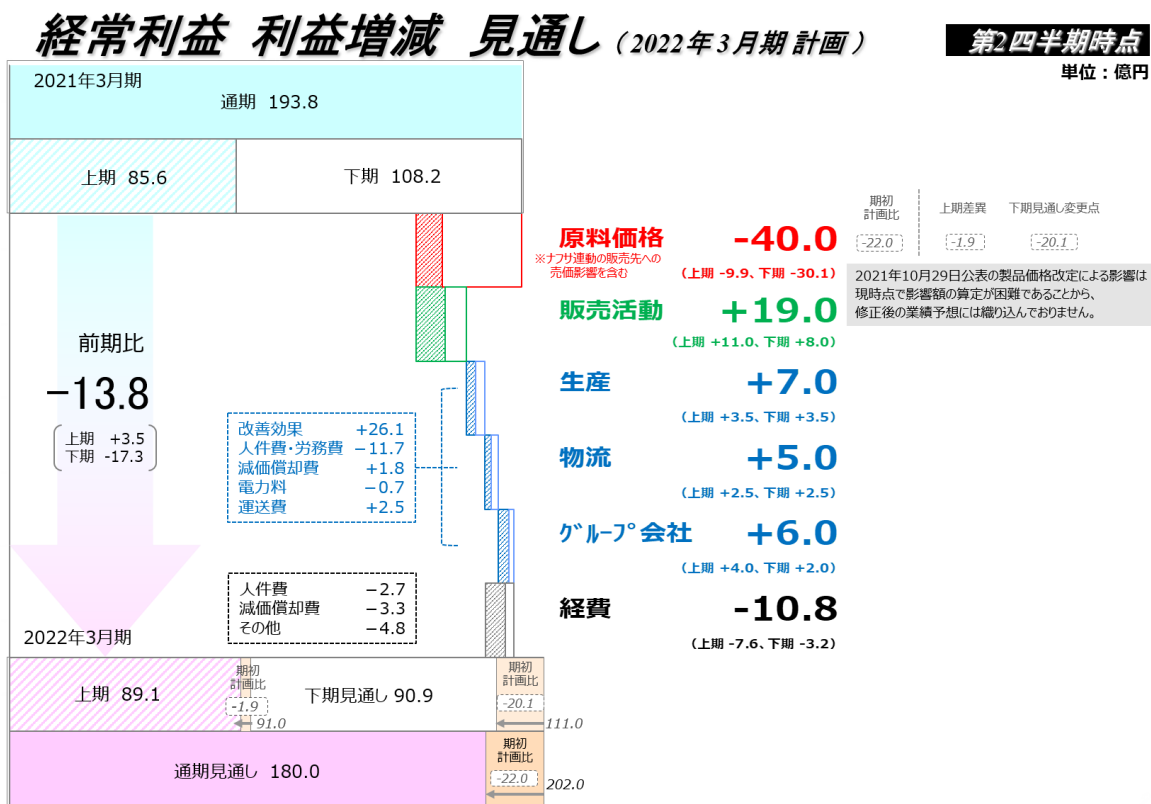 経常利益 利益増減 見通し（2022年3月期 計画）
第2四半期時点
単位：億円
2021年3月期
通期 193.8
上期 85.6
下期 108.2
期初
計画比
上期差異
下期見通し変更点
原料価格
-40.0
-22.0
-1.9
-20.1
※ナフサ連動の販売先への
売価影響を含む
（上期 -9.9、下期 -30.1）
2021年10月29日公表の製品価格改定による影響は
現時点で影響額の算定が困難であることから、
修正後の業績予想には織り込んでおりません。
販売活動
+19.0
（上期 +11.0、下期 +8.0）
前期比
−13.8
上期 +3.5
下期 -17.3
生産
+7.0
（上期 +3.5、下期 +3.5）
改善効果 +26.1
人件費・労務費 −11.7
減価償却費 +1.8
電力料 −0.7
運送費 +2.5
物流
+5.0
（上期 +2.5、下期 +2.5）
ｸﾞﾙｰﾌﾟ会社
+6.0
（上期 +4.0、下期 +2.0）
人件費 −2.7
減価償却費 −3.3
その他 −4.8
経費
-10.8
（上期 -7.6、下期 -3.2）
2022年3月期
上期 89.1
期初
計画比
-1.9
91.0
下期見通し 90.9
期初
計画比
-20.1
111.0
通期見通し 180.0
期初
計画比
-22.0
202.0